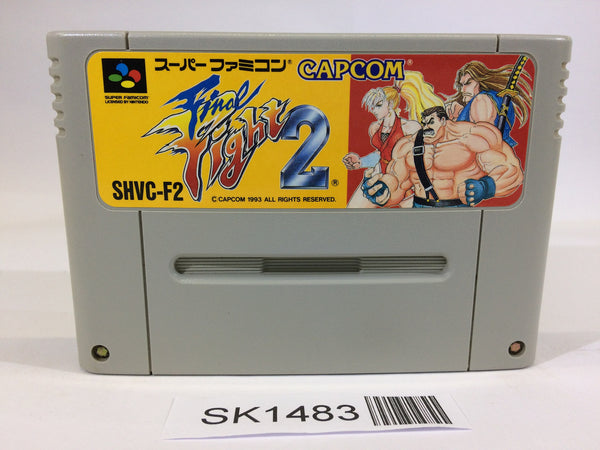 スーパーファミコン®
CAPCOM®
SUPER FAMICOM
LICENSED BY NINTENDO
Final Fight 2®
SHVC-F2
© CAPCOM 1993 ALL RIGHTS RESERVED.
SK1483